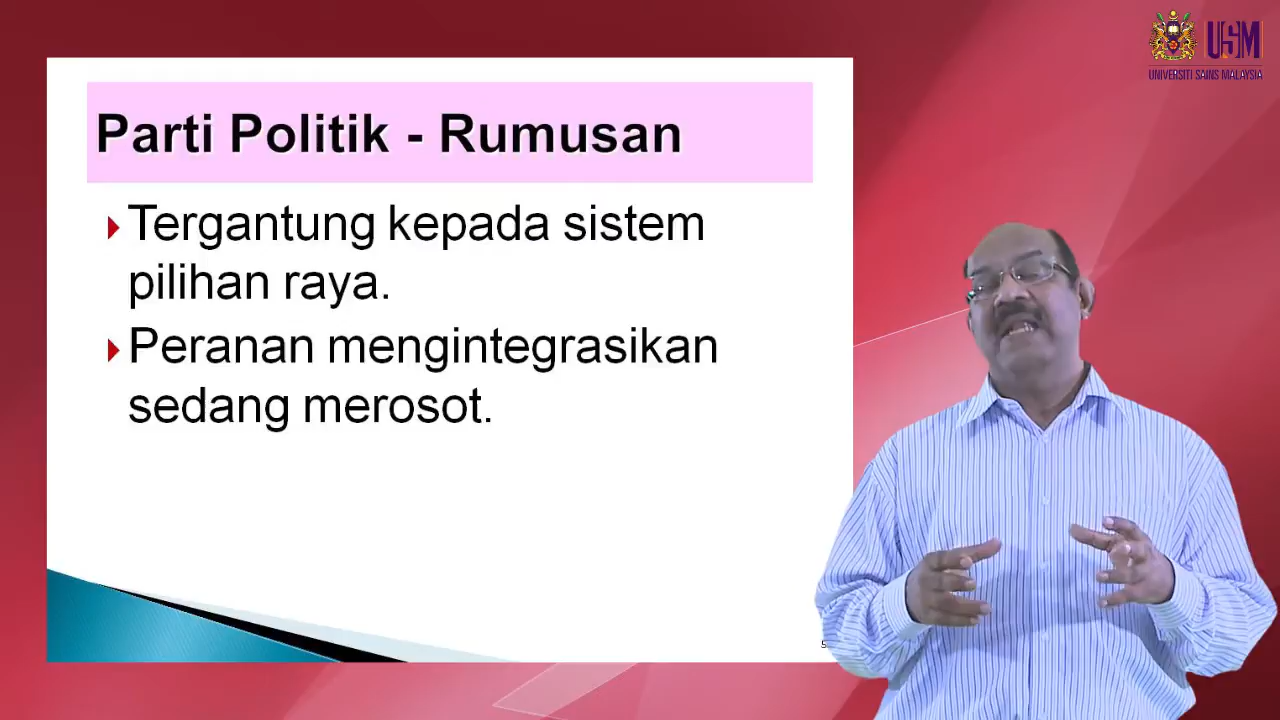 USM
UNIVERSITI SAINS MALAYSIA
Parti Politik - Rumusan
Tergantung kepada sistem
pilihan raya.
Peranan mengintegrasikan
sedang merosot.